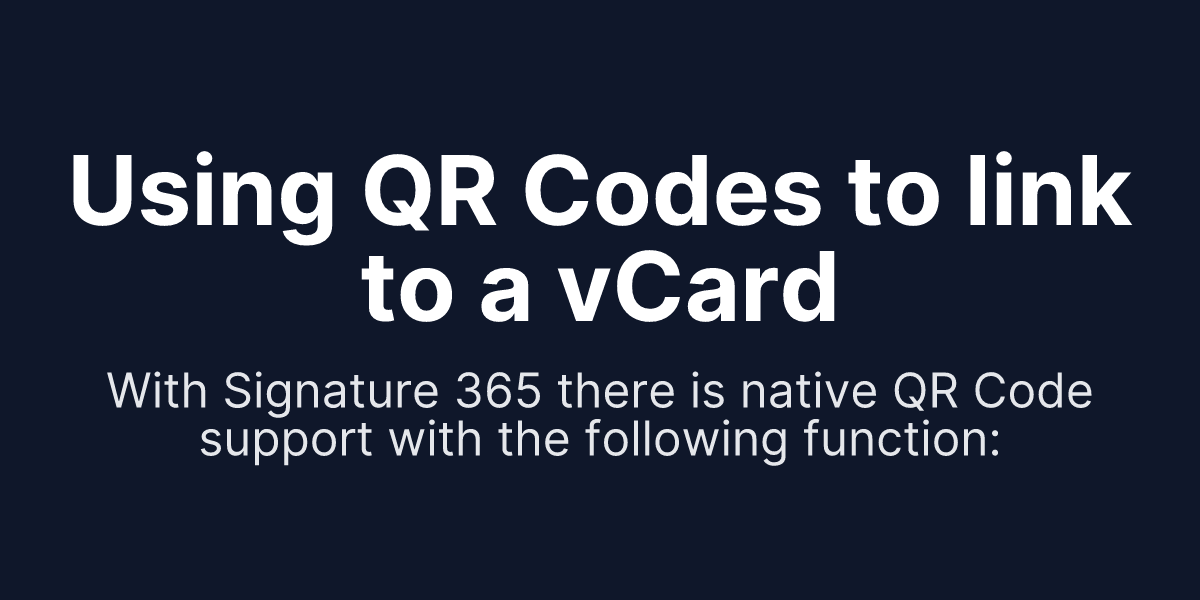 Using QR Codes to link
to a vCard
With Signature 365 there is native QR Code
support with the following function: